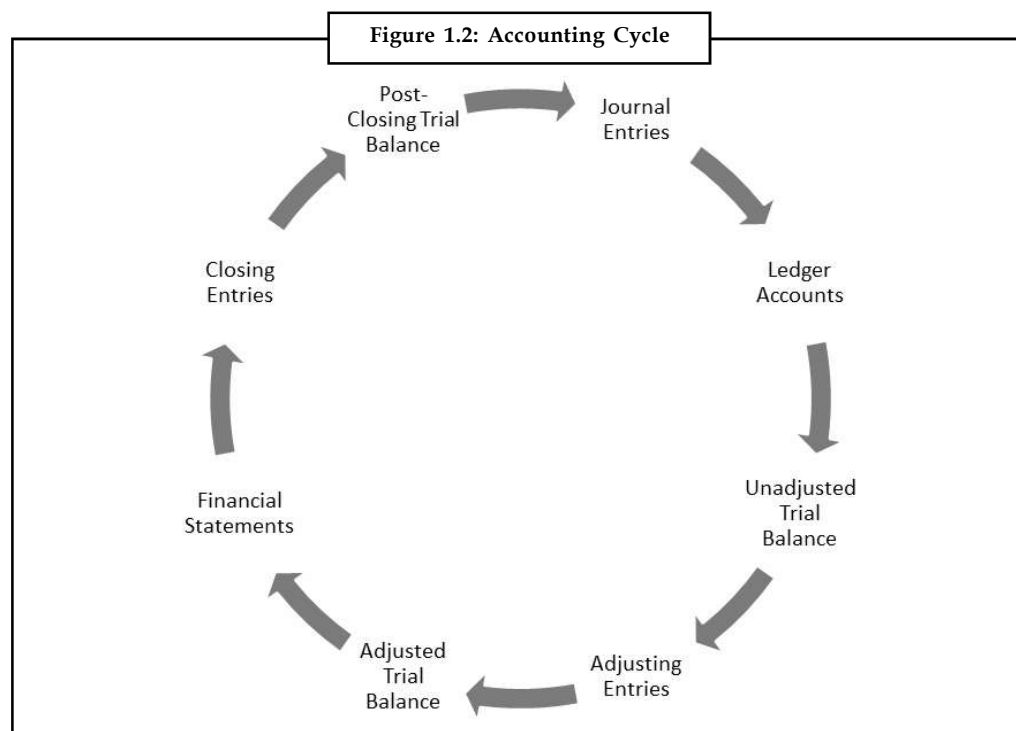 Figure 1.2: Accounting Cycle
Post-
Closing Trial
Balance
Journal
Entries
Ledger
Accounts
Unadjusted
Trial
Balance
Adjusting
Entries
Adjusted
Trial
Balance
Financial
Statements
Closing
Entries